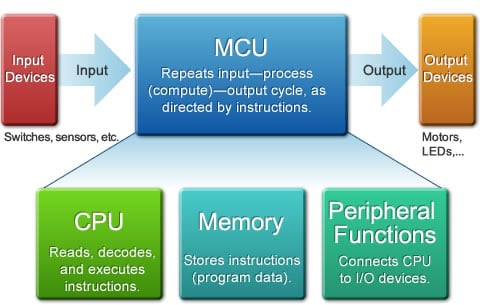 Input
Devices
Input
MCU
Repeats input—process
(compute)—output cycle, as
directed by instructions.
Output
Output
Devices
Switches, sensors, etc.
Motors,
LEDs,...
CPU
Reads, decodes,
and executes
instructions.
Memory
Stores instructions
(program data).
Peripheral
Functions
Connects CPU
to I/O devices.